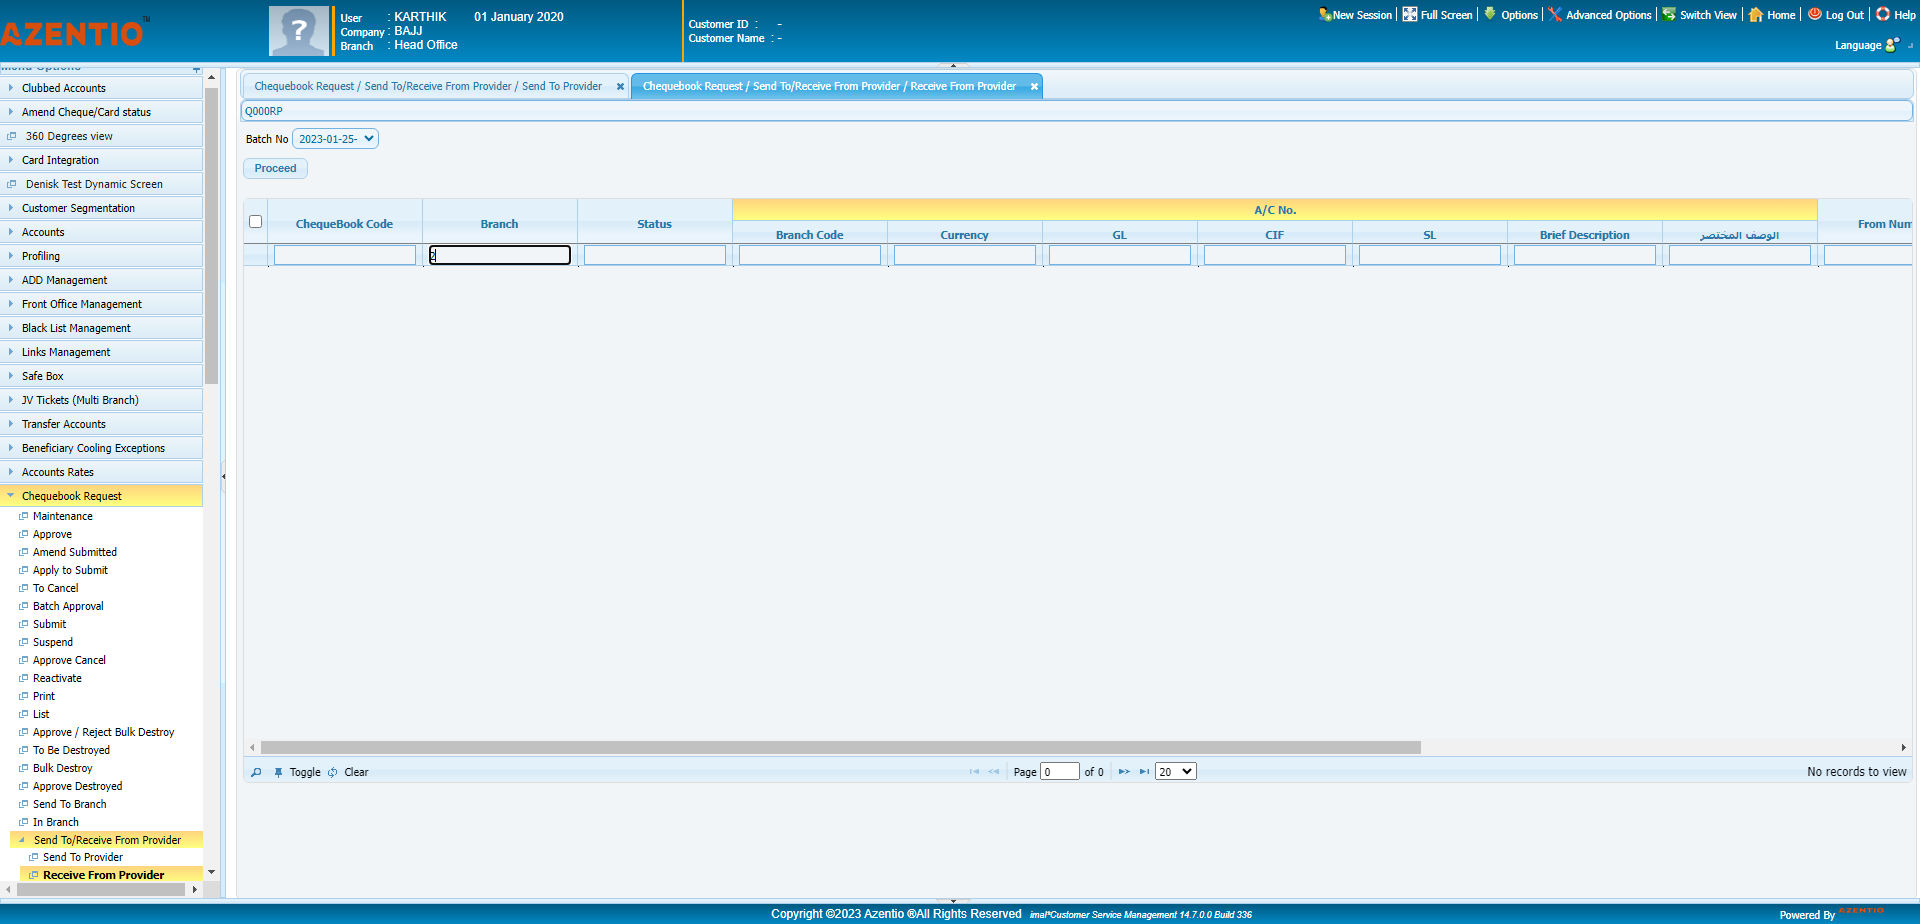 AZENTIO™
User : KARTHIK 01 January 2020
Company : BAJJ
Branch : Head Office
Customer ID : -
Customer Name : -
New Session
Full Screen
Options
Advanced Options
Switch View
Home
Log Out
Help
Language
Menu Options
Clubbed Accounts
Amend Cheque/Card status
360 Degrees view
Card Integration
Denisk Test Dynamic Screen
Customer Segmentation
Accounts
Profiling
ADD Management
Front Office Management
Black List Management
Links Management
Safe Box
JV Tickets (Multi Branch)
Transfer Accounts
Beneficiary Cooling Exceptions
Accounts Rates
Chequebook Request
Maintenance
Approve
Amend Submitted
Apply to Submit
To Cancel
Batch Approval
Submit
Suspend
Approve Cancel
Reactivate
Print
List
Approve / Reject Bulk Destroy
To Be Destroyed
Bulk Destroy
Approve Destroyed
Send To Branch
In Branch
Send To/Receive From Provider
Send To Provider
Receive From Provider
Chequebook Request / Send To/Receive From Provider / Send To Provider
Chequebook Request / Send To/Receive From Provider / Receive From Provider
Q000RP
Batch No 2023-01-25-
Proceed
A/C No.
ChequeBook Code Branch Status From Num
Branch Code Currency GL CIF SL Brief Description الوصف المختصر
2
Toggle Clear Page 0 of 0 20 No records to view
Copyright ©2023 Azentio ®All Rights Reserved imal*Customer Service Management 14.7.0.0 Build 336
Powered By AZENTIO